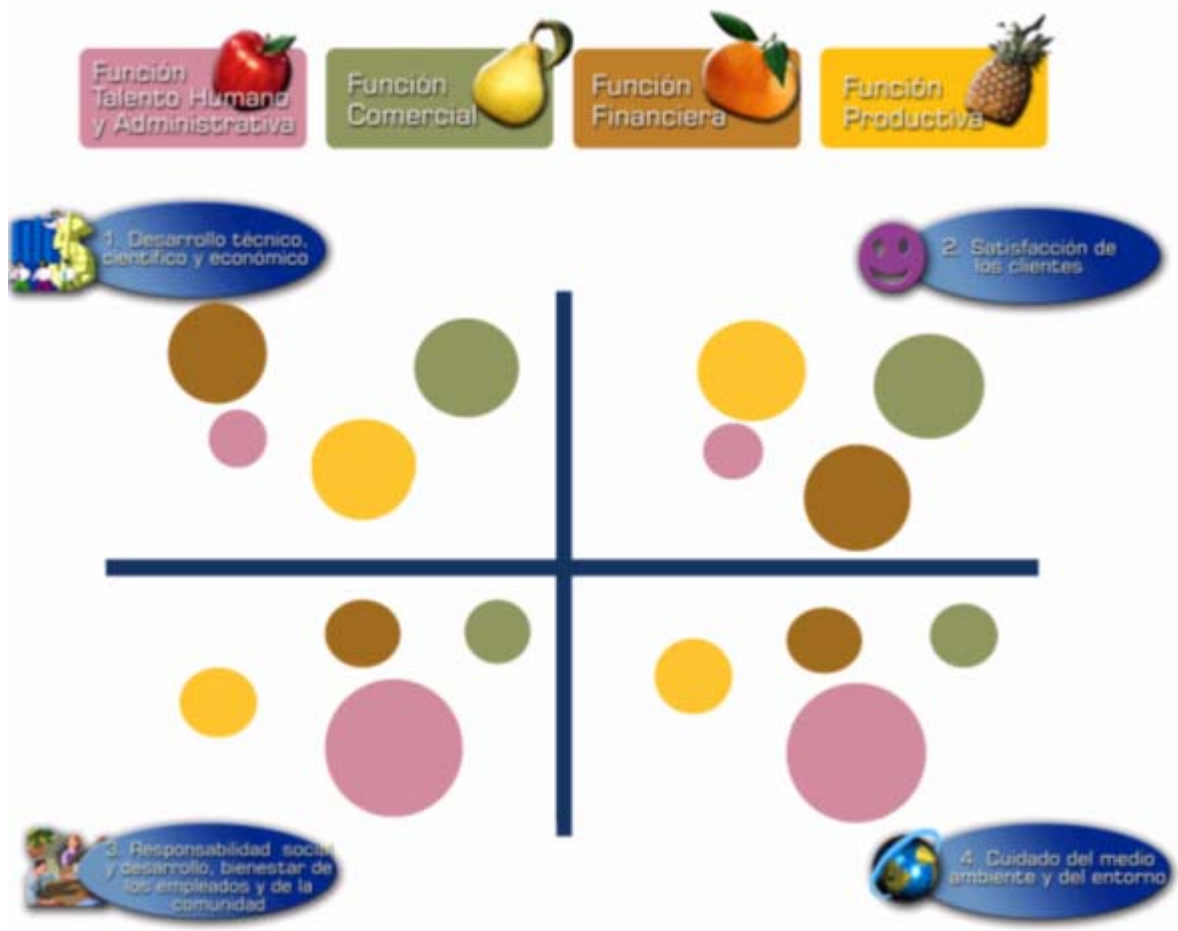 Función
Talento Humano
y Administrativa
Función
Comercial
Función
Financiera
Función
Productiva
1. Desarrollo técnico,
científico y económico
2. Satisfacción de
los clientes
3. Responsabilidad social
y desarrollo, bienestar de
los empleados y de la
comunidad
4. Cuidado del medio
ambiente y del entorno